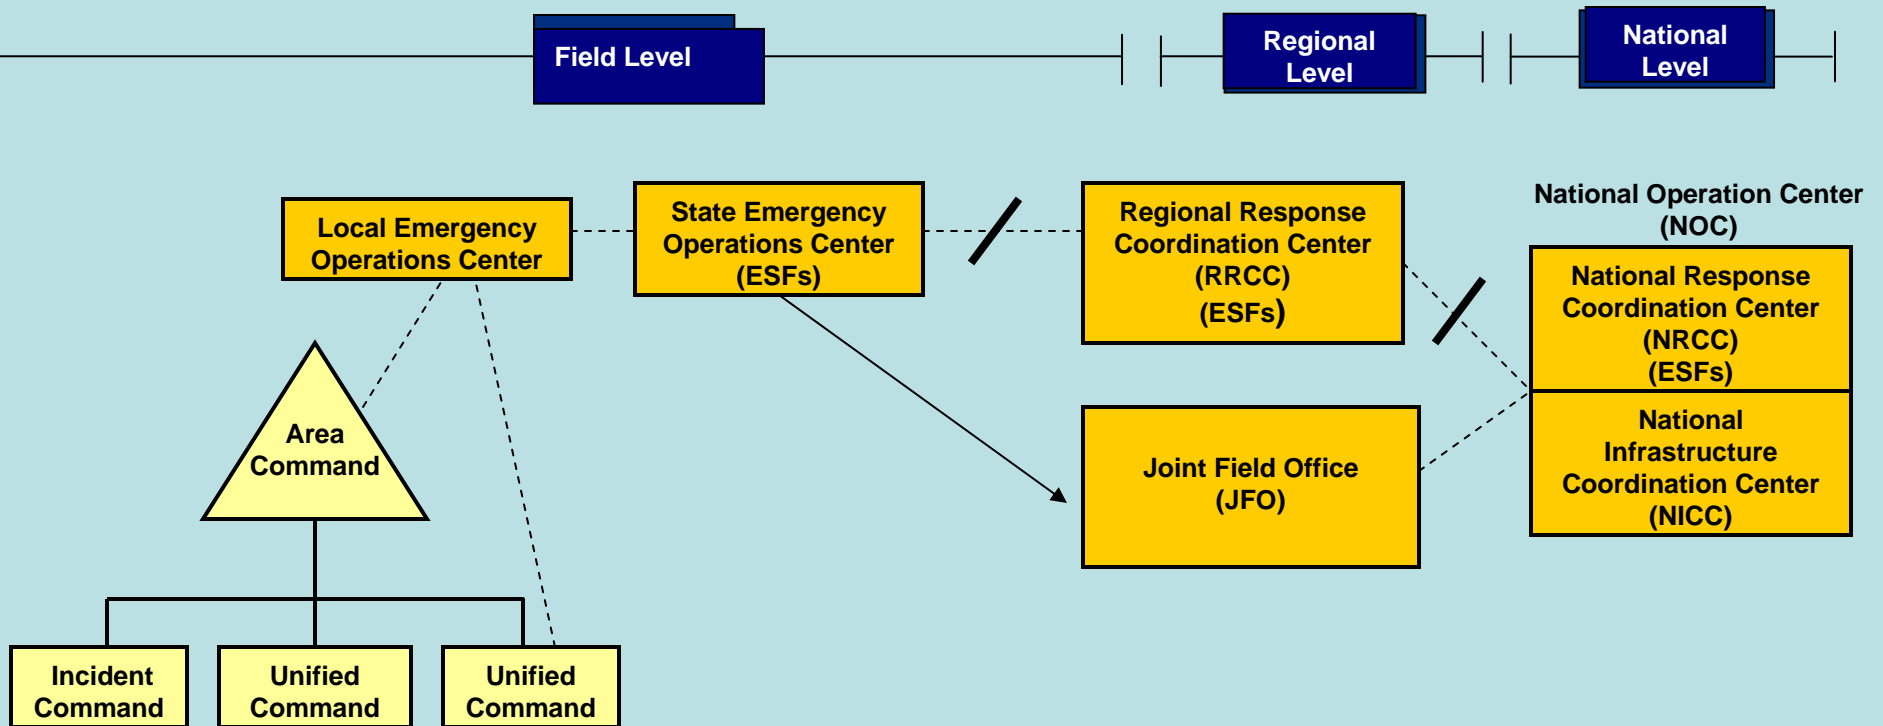 Field Level
Regional
Level
National
Level
Local Emergency
Operations Center
State Emergency
Operations Center
(ESFs)
Regional Response
Coordination Center
(RRCC)
(ESFs)
National Operation Center
(NOC)
National Response
Coordination Center
(NRCC)
(ESFs)
National
Infrastructure
Coordination Center
(NICC)
Joint Field Office
(JFO)
Area
Command
Incident
Command
Unified
Command
Unified
Command